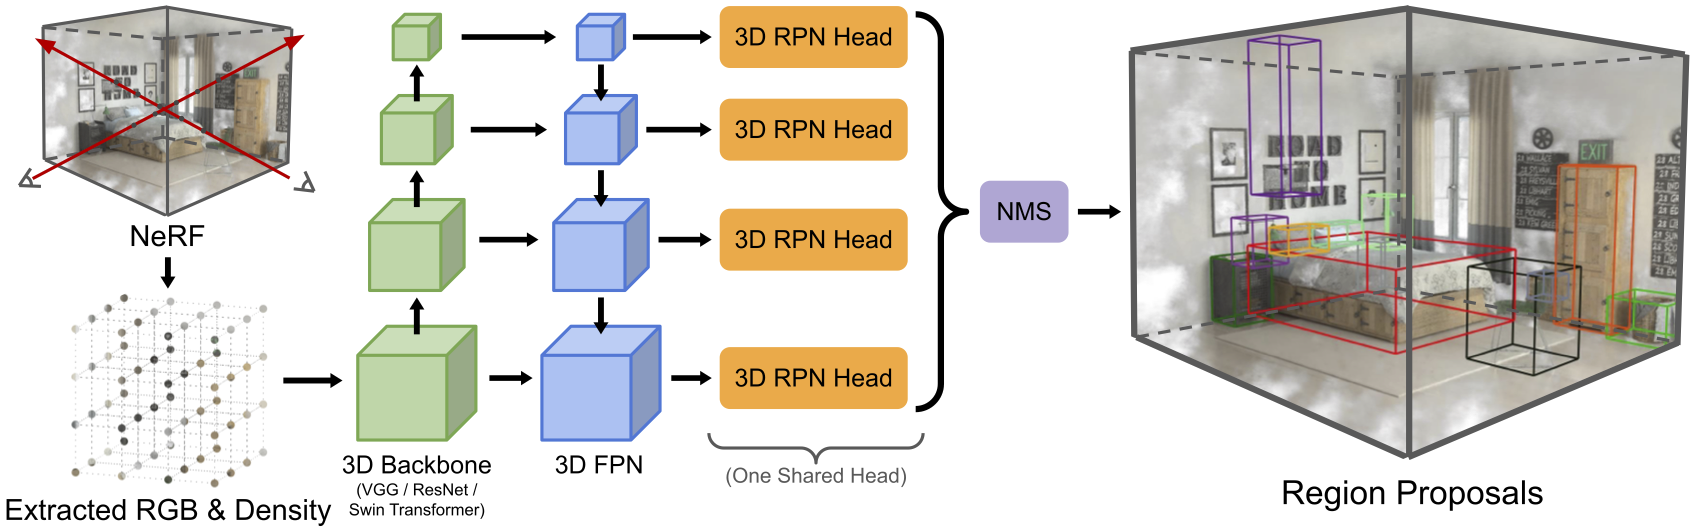 NeRF
Extracted RGB & Density
3D Backbone
(VGG / ResNet /
Swin Transformer)
3D FPN
3D RPN Head
3D RPN Head
3D RPN Head
3D RPN Head
(One Shared Head)
NMS
EXIT
Region Proposals